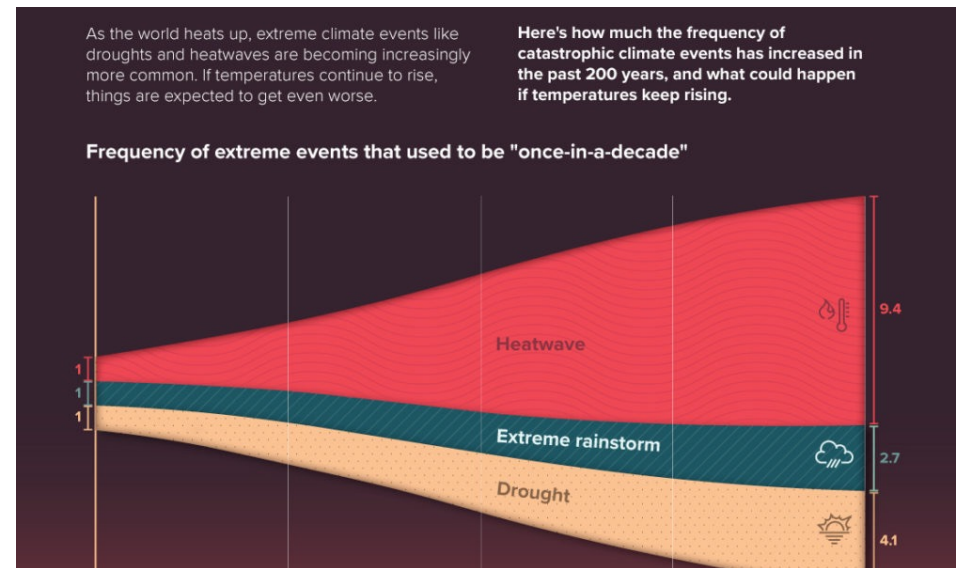 As the world heats up, extreme climate events like
droughts and heatwaves are becoming increasingly
more common. If temperatures continue to rise,
things are expected to get even worse.
Here's how much the frequency of
catastrophic climate events has increased in
the past 200 years, and what could happen
if temperatures keep rising.
Frequency of extreme events that used to be "once-in-a-decade"
9.4
Heatwave
1
1
1
Extreme rainstorm
2.7
Drought
4.1